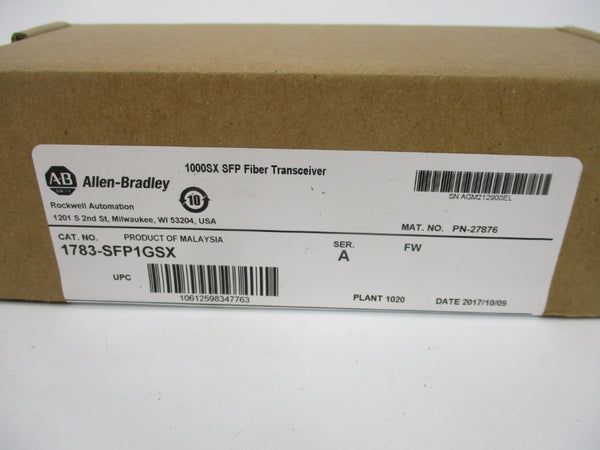 1000SX SFP Fiber Transceiver
A-B Allen-Bradley
10
SN AGM212900EL
Rockwell Automation
1201 S 2nd St, Milwaukee, WI 53204, USA
MAT. NO. PN-27876
CAT. NO. PRODUCT OF MALAYSIA
SER. FW
1783-SFP1GSX A
UPC
10612598347763
PLANT 1020 DATE 2017/10/09